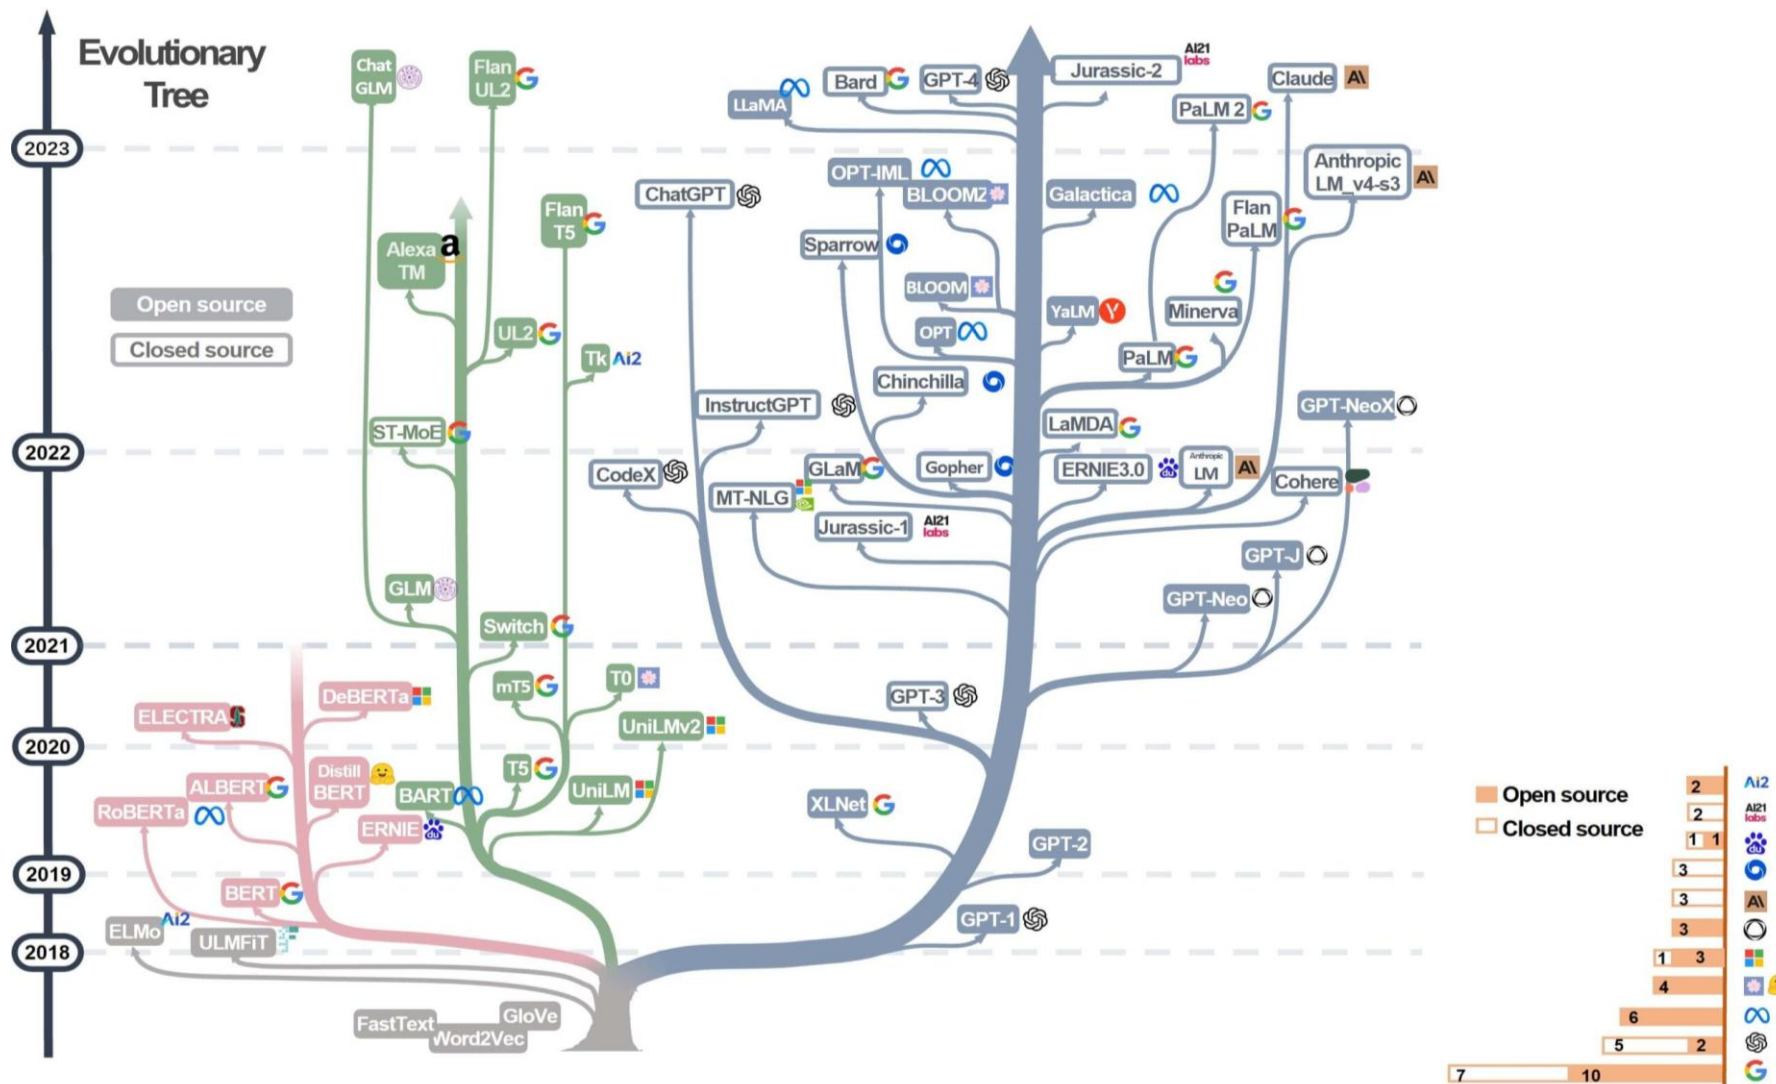 Evolutionary
Tree
2023
2022
2021
2020
2019
2018
Open source
Closed source
Chat
GLM
Flan
UL2
Alexa
TM
a
Flan
T5
UL2
Tk
Ai2
ST-MoE
GLM
Switch
mT5
T0
UniLMv2
T5
UniLM
BART
DeBERTa
ELECTRA
Distill
BERT
ALBERT
RoBERTa
ERNIE
du
BERT
ELMo
Ai2
ULMFiT
FastText
Word2Vec
GloVe
LLaMA
Bard
GPT-4
Jurassic-2
AI21
labs
Claude
A\
PaLM 2
Anthropic
LM_v4-s3
A\
OPT-IML
BLOOMZ
Galactica
ChatGPT
Flan
PaLM
Sparrow
BLOOM
YaLM
Y
Minerva
OPT
PaLM
Chinchilla
InstructGPT
GPT-NeoX
LaMDA
CodeX
GLaM
Gopher
ERNIE3.0
du
Anthropic
LM
A\
Cohere
MT-NLG
Jurassic-1
AI21
labs
GPT-J
GPT-Neo
GPT-3
XLNet
GPT-2
GPT-1
Open source
Closed source
2
Ai2
2
AI21
labs
1
1
du
3
3
A\
3
1
3
4
6
5
2
7
10